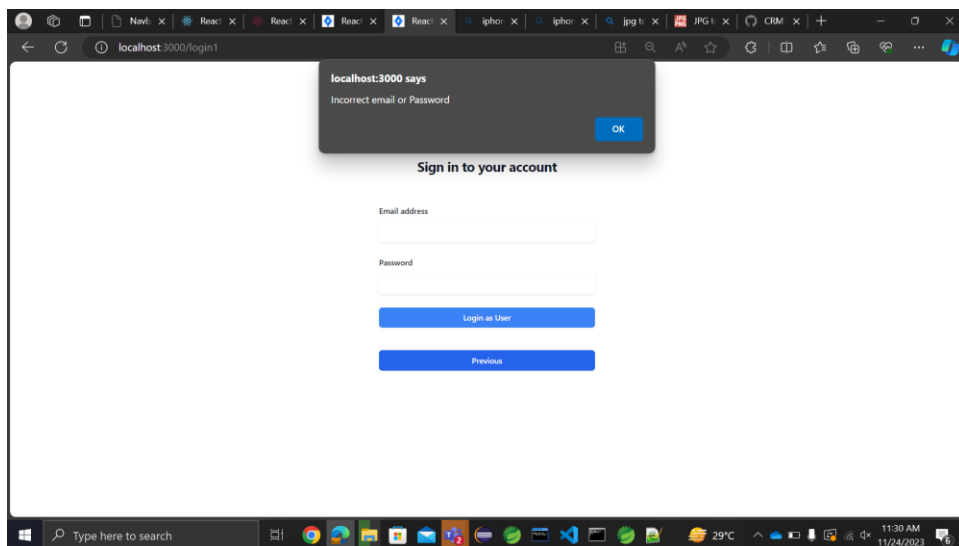 Navb
React
React
React
React
iphor
iphor
jpg to
JPG t
CRM
localhost:3000/login1
localhost:3000 says
Incorrect email or Password
OK
Sign in to your account
Email address
Password
Login as User
Previous
Type here to search
29°C
11:30 AM
11/24/2023